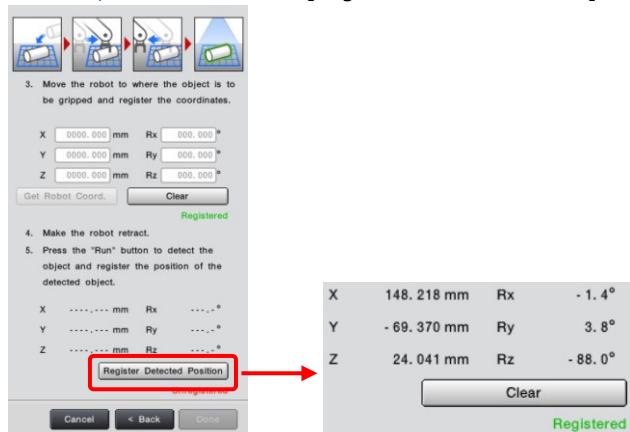 3. Move the robot to where the object is to
be gripped and register the coordinates.
X 0000. 000 mm Rx 000. 000 °
Y 0000. 000 mm Ry 000. 000 °
Z 0000. 000 mm Rz 000. 000 °
Get Robot Coord. Clear
Registered
4. Make the robot retract.
5. Press the "Run" button to detect the
object and register the position of the
detected object.
X ----.--- mm Rx ---.-°
Y ----.--- mm Ry ---.-°
Z ----.--- mm Rz ---.-°
Register Detected Position
Unregistered
Cancel < Back Done
X 148. 218 mm Rx - 1. 4°
Y - 69. 370 mm Ry 3. 8°
Z 24. 041 mm Rz - 88. 0°
Clear
Registered